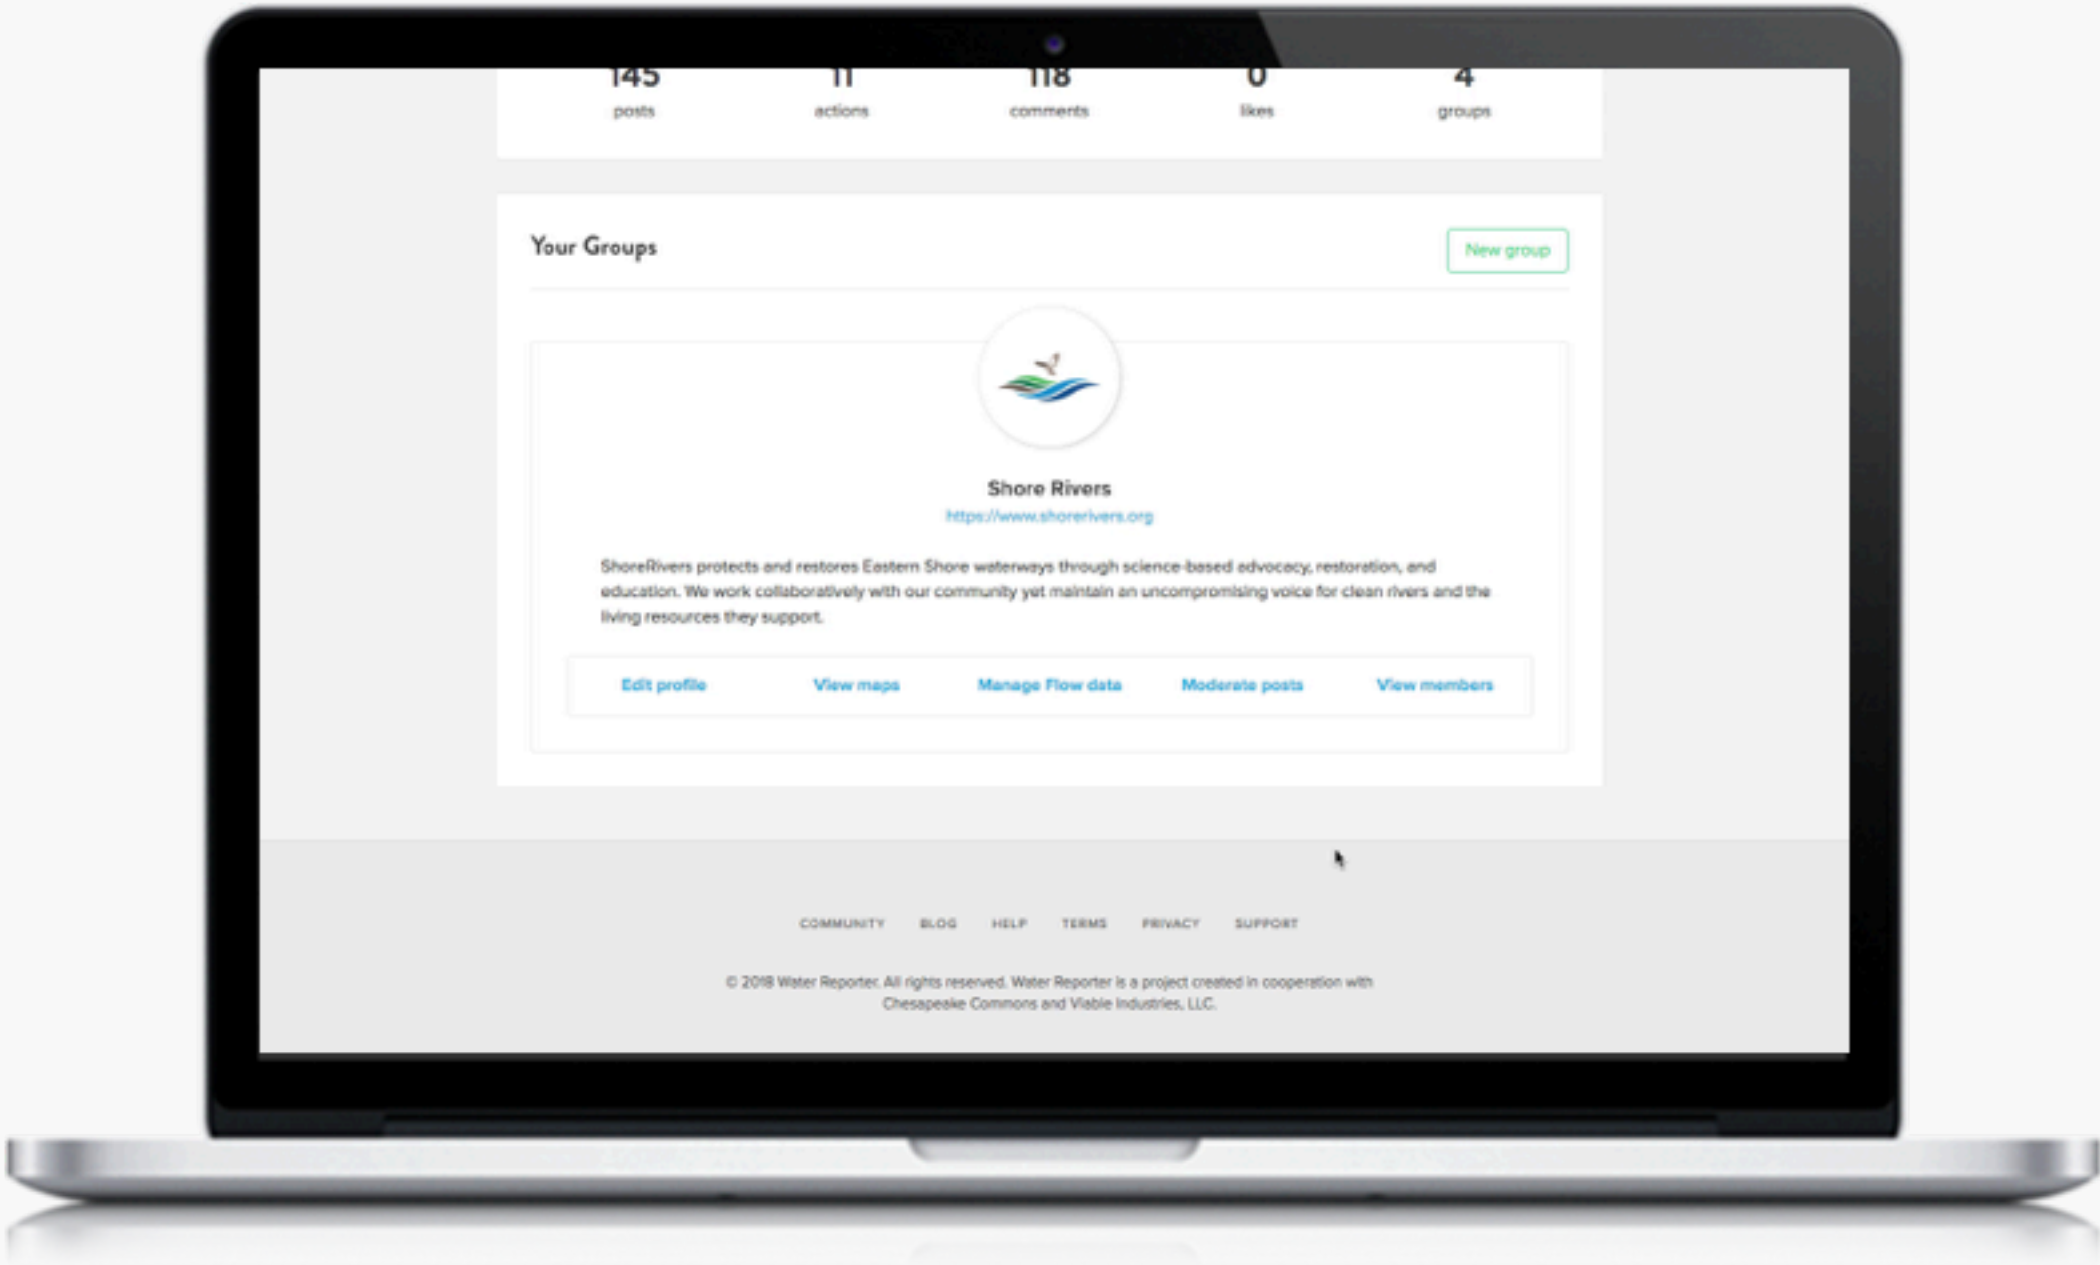 145 11 118 0 4
posts actions comments likes groups
Your Groups
New group
Shore Rivers
https://www.shorerivers.org
ShoreRivers protects and restores Eastern Shore waterways through science-based advocacy, restoration, and
education. We work collaboratively with our community yet maintain an uncompromising voice for clean rivers and the
living resources they support.
Edit profile View maps Manage Flow data Moderate posts View members
COMMUNITY BLOG HELP TERMS PRIVACY SUPPORT
© 2018 Water Reporter. All rights reserved. Water Reporter is a project created in cooperation with
Chesapeake Commons and Viable Industries, LLC.